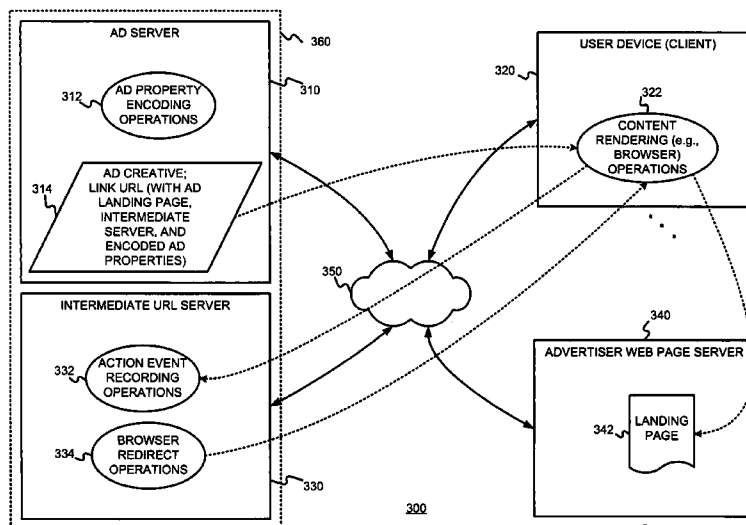 AD SERVER
360
310
312
AD PROPERTY
ENCODING
OPERATIONS
314
AD CREATIVE;
LINK URL (WITH AD
LANDING PAGE,
INTERMEDIATE
SERVER, AND
ENCODED AD
PROPERTIES)
INTERMEDIATE URL SERVER
332
ACTION EVENT
RECORDING
OPERATIONS
334
BROWSER
REDIRECT
OPERATIONS
330
350
300
USER DEVICE (CLIENT)
320
322
CONTENT
RENDERING (e.g.,
BROWSER)
OPERATIONS
340
ADVERTISER WEB PAGE SERVER
342
LANDING
PAGE